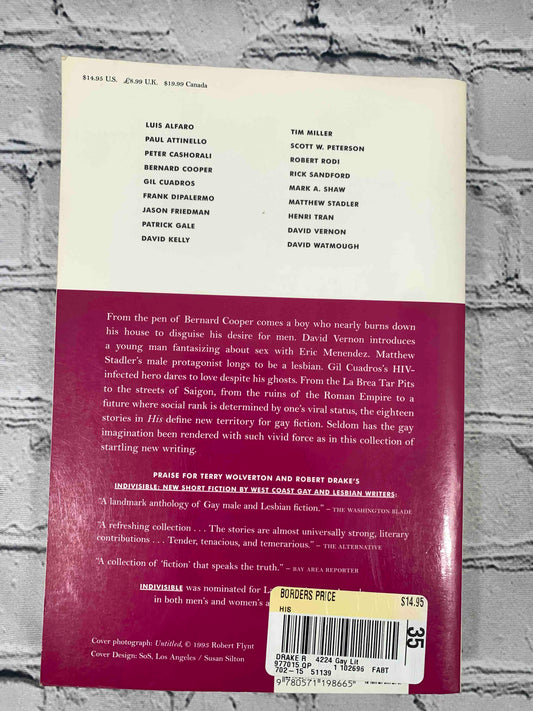 $14.95 U.S. £8.99 U.K. $19.99 Canada
LUIS ALFARO
PAUL ATTINELLO
PETER CASHORALI
BERNARD COOPER
GIL CUADROS
FRANK DIPALERMO
JASON FRIEDMAN
PATRICK GALE
DAVID KELLY
TIM MILLER
SCOTT W. PETERSON
ROBERT RODI
RICK SANDFORD
MARK A. SHAW
MATTHEW STADLER
HENRI TRAN
DAVID VERNON
DAVID WATMOUGH
From the pen of Bernard Cooper comes a boy who nearly burns down
his house to disguise his desire for men. David Vernon introduces
a young man fantasizing about sex with Eric Menendez. Matthew
Stadler's male protagonist longs to be a lesbian. Gil Cuadros's HIV-
infected hero dares to love despite his ghosts. From the La Brea Tar Pits
to the streets of Saigon, from the ruins of the Roman Empire to a
future where social rank is determined by one's viral status, the eighteen
stories in His define new territory for gay fiction. Seldom has the gay
imagination been rendered with such vivid force as in this collection of
startling new writing.
PRAISE FOR TERRY WOLVERTON AND ROBERT DRAKE'S
INDIVISIBLE: NEW SHORT FICTION BY WEST COAST GAY AND LESBIAN WRITERS:
"A landmark anthology of Gay male and Lesbian fiction." – THE WASHINGTON BLADE
"A refreshing collection . . . The stories are almost universally strong, literary
contributions . . . Tender, tenacious, and temerarious." – THE ALTERNATIVE
"A collection of 'fiction' that speaks the truth." – BAY AREA REPORTER
INDIVISIBLE was nominated for
in both men's and women's
Cover photograph: Untitled, © 1993 Robert Flynt
Cover Design: SoS, Los Angeles / Susan Silton
BORDERS PRICE
$14.95
HIS
35
DRAKE R 4224 Gay Lit
977015 QP 1 102696 FABT
702-15 51139
9 780571 198665